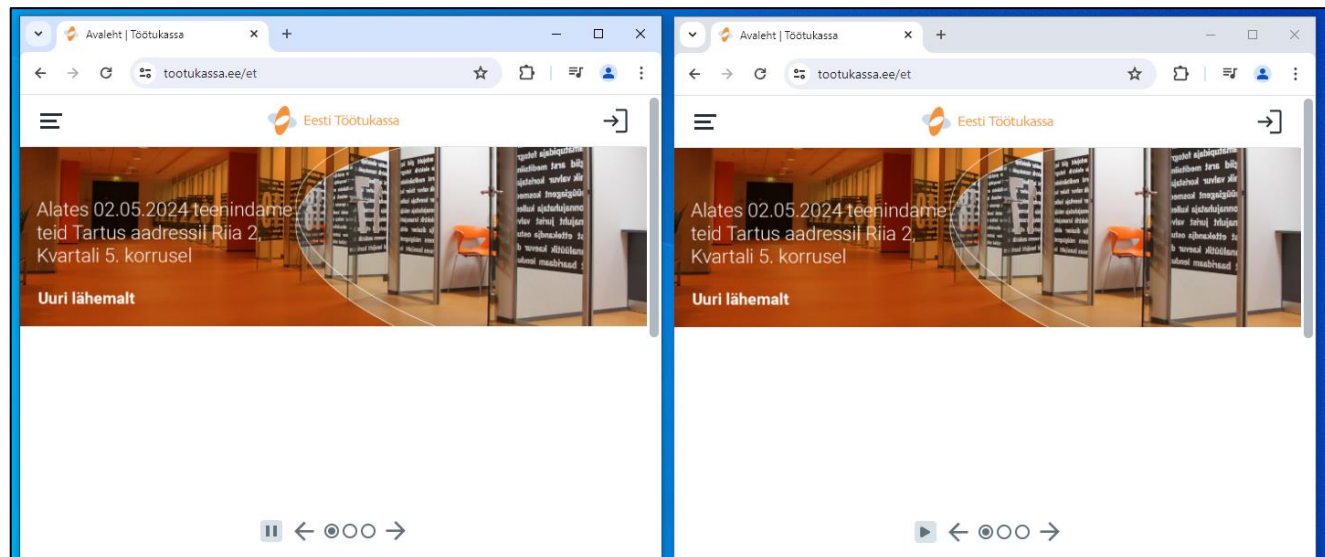 Avaleht | Töötukassa
tootukassa.ee/et
Eesti Töötukassa
Alates 02.05.2024 teenindame
teid Tartus aadressil Riia 2,
Kvartali 5. korrusel
Uuri lähemalt
Avaleht | Töötukassa
tootukassa.ee/et
Eesti Töötukassa
Alates 02.05.2024 teenindame
teid Tartus aadressil Riia 2,
Kvartali 5. korrusel
Uuri lähemalt